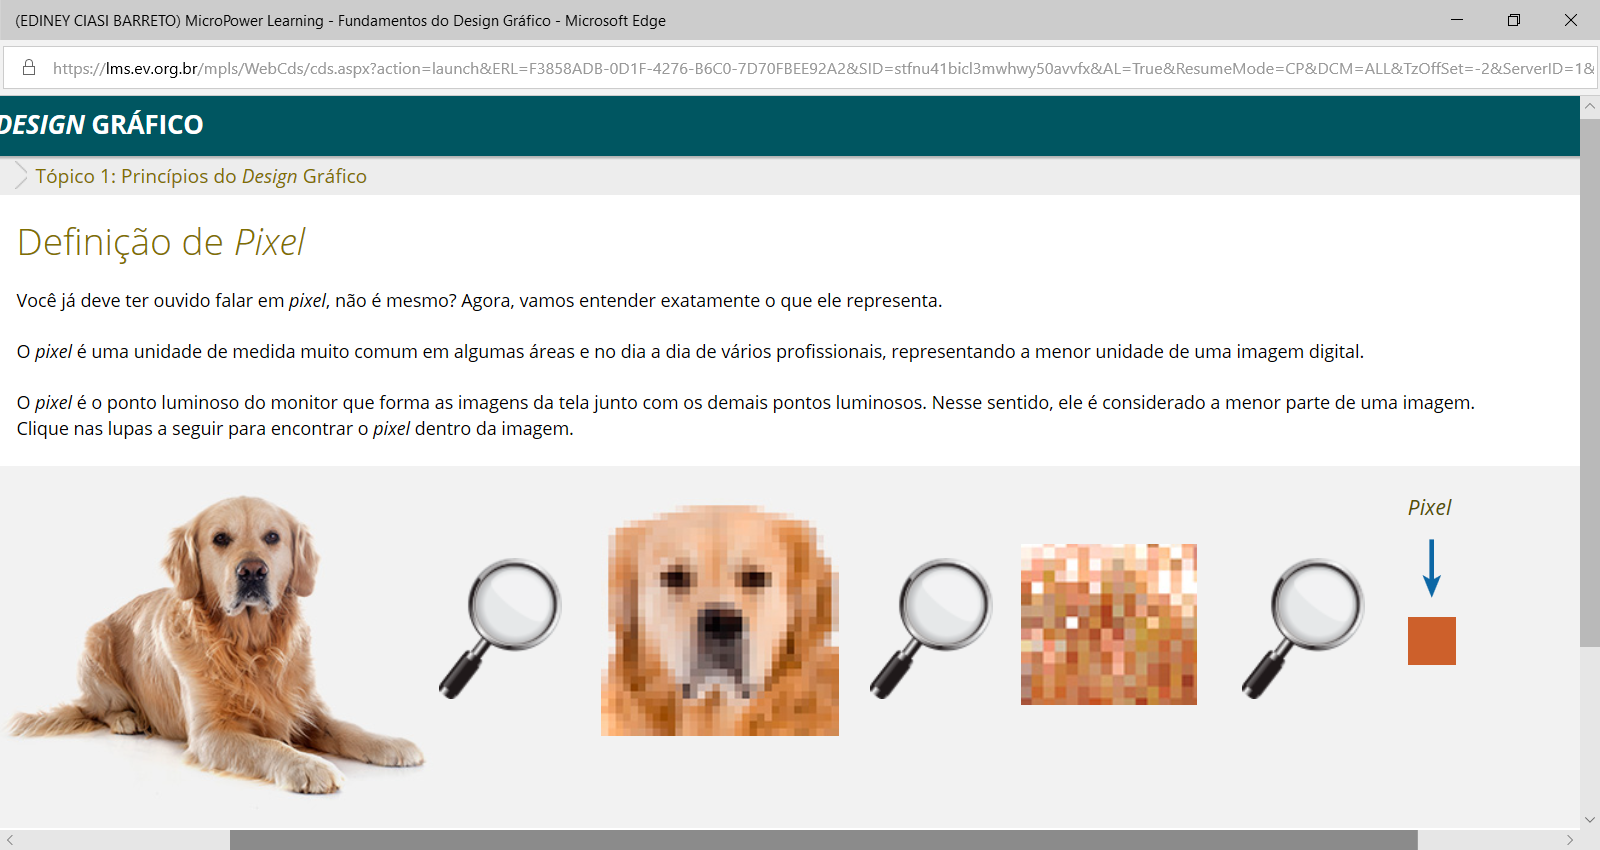 (EDINEY CIASI BARRETO) MicroPower Learning - Fundamentos do Design Gráfico - Microsoft Edge
https://lms.ev.org.br/mpls/WebCds/cds.aspx?action=launch&ERL=F3858ADB-0D1F-4276-B6C0-7D70FBEE92A2&SID=stfnu41bicl3mwhwy50avvfx&AL=True&ResumeMode=CP&DCM=ALL&TzOffSet=-2&ServerID=1&
DESIGN GRÁFICO
Tópico 1: Princípios do Design Gráfico
Definição de Pixel
Você já deve ter ouvido falar em pixel, não é mesmo? Agora, vamos entender exatamente o que ele representa.
O pixel é uma unidade de medida muito comum em algumas áreas e no dia a dia de vários profissionais, representando a menor unidade de uma imagem digital.
O pixel é o ponto luminoso do monitor que forma as imagens da tela junto com os demais pontos luminosos. Nesse sentido, ele é considerado a menor parte de uma imagem.
Clique nas lupas a seguir para encontrar o pixel dentro da imagem.
Pixel